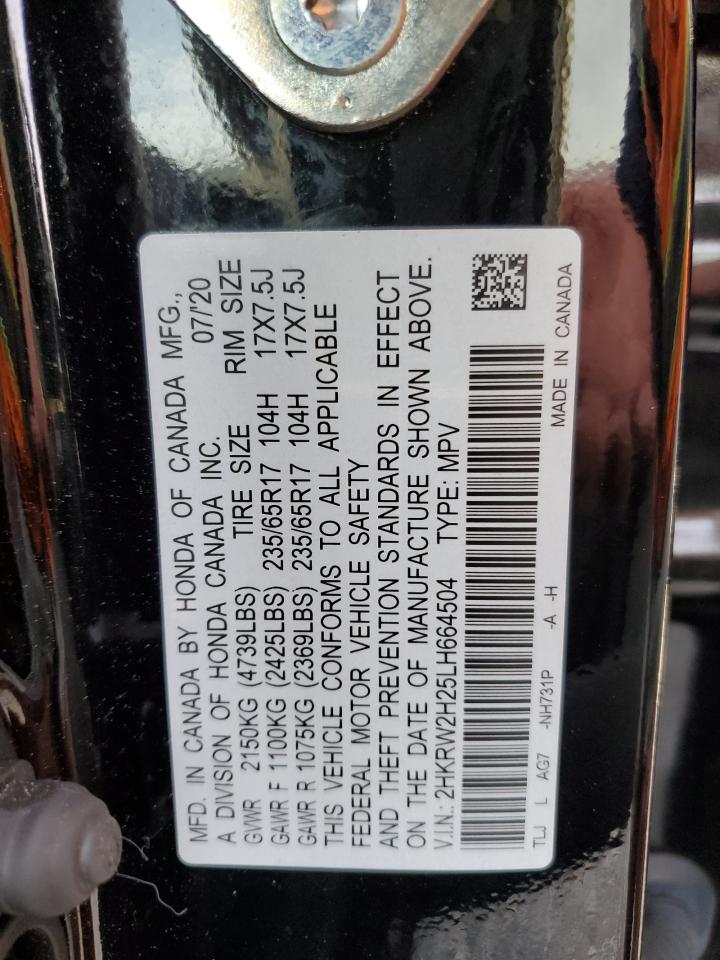 MFD. IN CANADA BY HONDA OF CANADA MFG.,
A DIVISION OF HONDA CANADA INC. 07/'20
GVWR 2150KG (4739LBS) TIRE SIZE RIM SIZE
GAWR F 1100KG (2425LBS) 235/65R17 104H 17X7.5J
GAWR R 1075KG (2369LBS) 235/65R17 104H 17X7.5J
THIS VEHICLE CONFORMS TO ALL APPLICABLE
FEDERAL MOTOR VEHICLE SAFETY
AND THEFT PREVENTION STANDARDS IN EFFECT
ON THE DATE OF MANUFACTURE SHOWN ABOVE.
V.I.N.: 2HKRW2H25LH664504 TYPE: MPV
TLJ L AG7 -NH731P -A -H
MADE IN CANADA